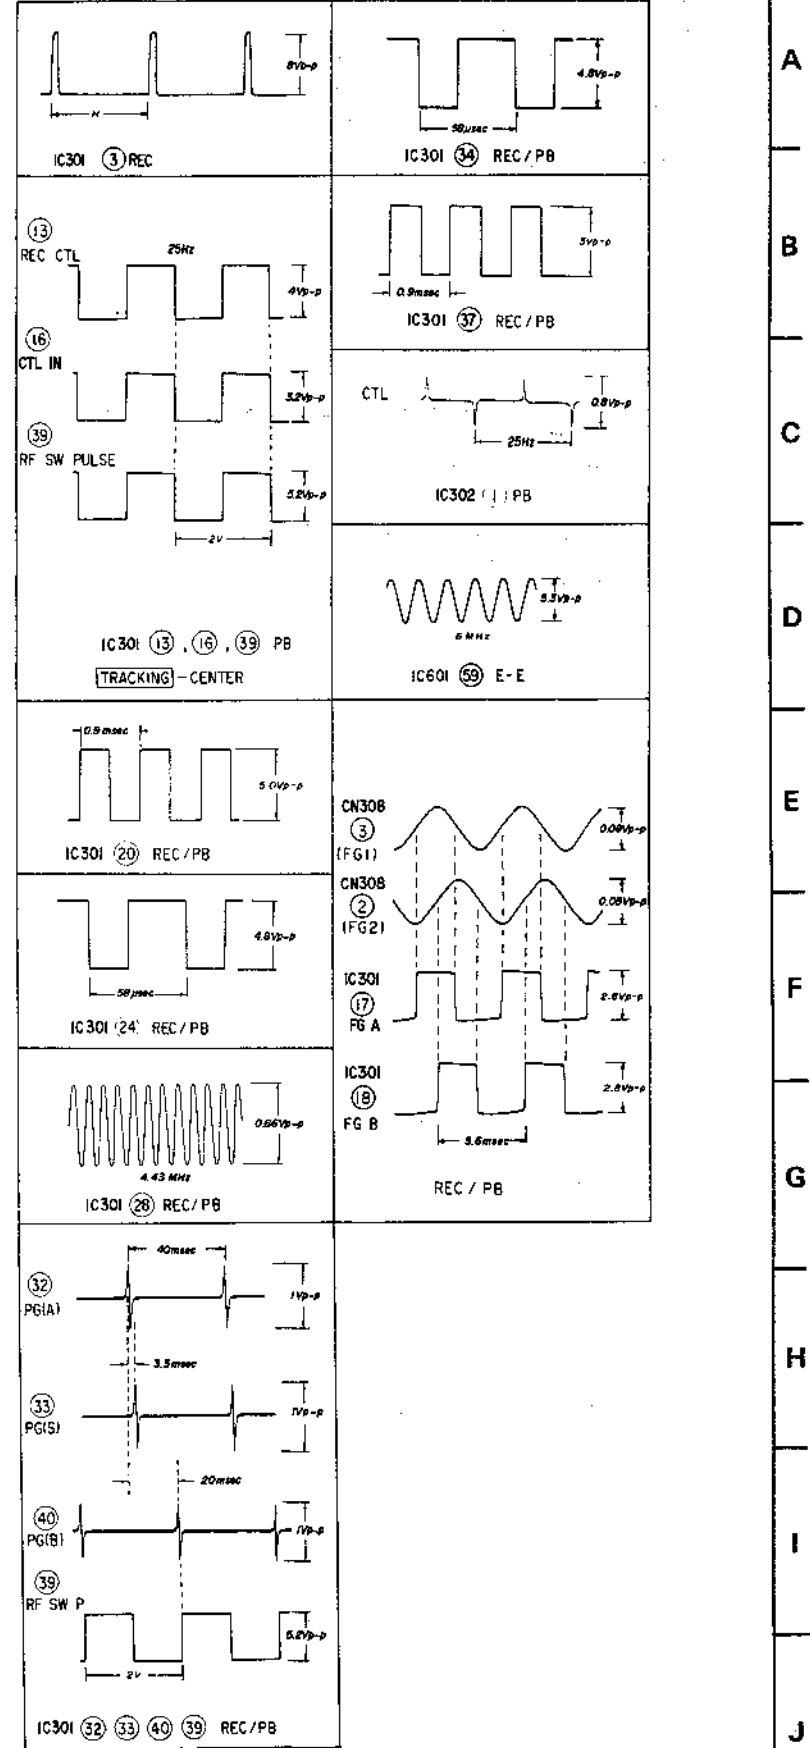 8Vp-p
H
IC301 ③ REC
4.8Vp-p
58μsec
IC301 ㉞ REC/PB
A
⑬
REC CTL
25Hz
4Vp-p
⑯
CTL IN
5.2Vp-p
㊴
RF SW PULSE
5.2Vp-p
2V
IC301 ⑬ , ⑯ , ㊴ PB
TRACKING - CENTER
5Vp-p
0.9msec
IC301 ㊲ REC/PB
B
CTL
0.8Vp-p
25Hz
IC302 PB
C
5.5Vp-p
6 MHz
IC601 59 E-E
D
0.9 msec
5.0Vp-p
IC301 ⑳ REC/PB
4.8Vp-p
58μsec
IC301 ㉔ REC/PB
0.66Vp-p
4.43 MHz
IC301 ㉘ REC/PB
CN308
③
(FG1)
CN308
②
(FG2)
0.08Vp-p
IC301
⑰
FG A
2.8Vp-p
IC301
⑱
FG B
2.8Vp-p
5.6msec
REC / PB
E
F
G
40msec
㉜
PG(A)
1Vp-p
3.5msec
㉝
PG(S)
1Vp-p
20msec
㊵
PG(B)
1Vp-p
㊴
RF SW P
5.2Vp-p
2V
IC301 ㉜ ㉝ ㊵ ㊴ REC/PB
H
I
J